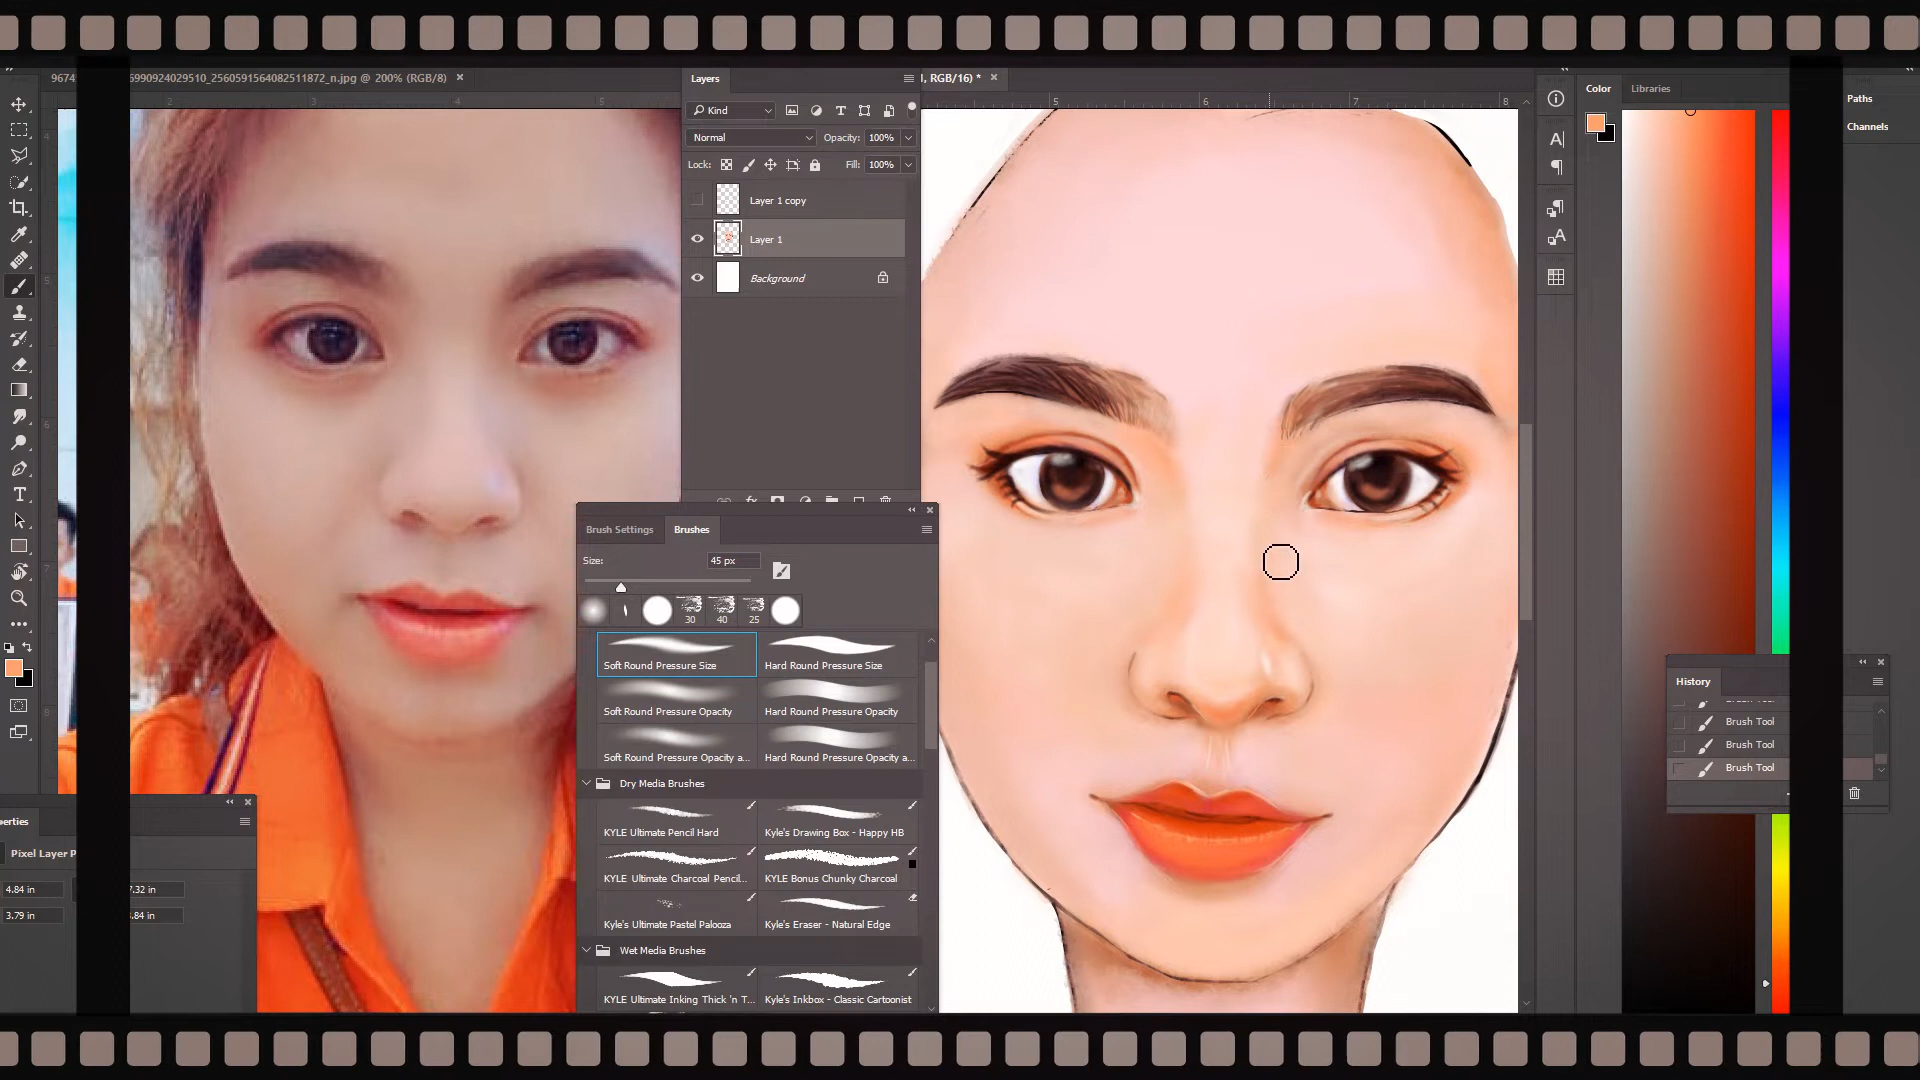 9674
6990924029510_2560591564082511872_n.jpg @ 200% (RGB/8) ×
Layers
, RGB/16) * ×
Color
Libraries
Paths
Channels
2
3
4
5
5
6
7
8
Kind
Normal
Opacity: 100%
Lock:
Fill: 100%
Layer 1 copy
Layer 1
Background
Brush Settings
Brushes
Size:
45 px
30
40
25
Soft Round Pressure Size
Hard Round Pressure Size
Soft Round Pressure Opacity
Hard Round Pressure Opacity
Soft Round Pressure Opacity a...
Hard Round Pressure Opacity a...
Dry Media Brushes
KYLE Ultimate Pencil Hard
Kyle's Drawing Box - Happy HB
KYLE Ultimate Charcoal Pencil...
KYLE Bonus Chunky Charcoal
Kyle's Ultimate Pastel Palooza
Kyle's Eraser - Natural Edge
Wet Media Brushes
KYLE Ultimate Inking Thick 'n T...
Kyle's Inkbox - Classic Cartoonist
History
Brush Tool
Brush Tool
Brush Tool
erties
Pixel Layer P
4.84 in
7.32 in
3.79 in
.84 in